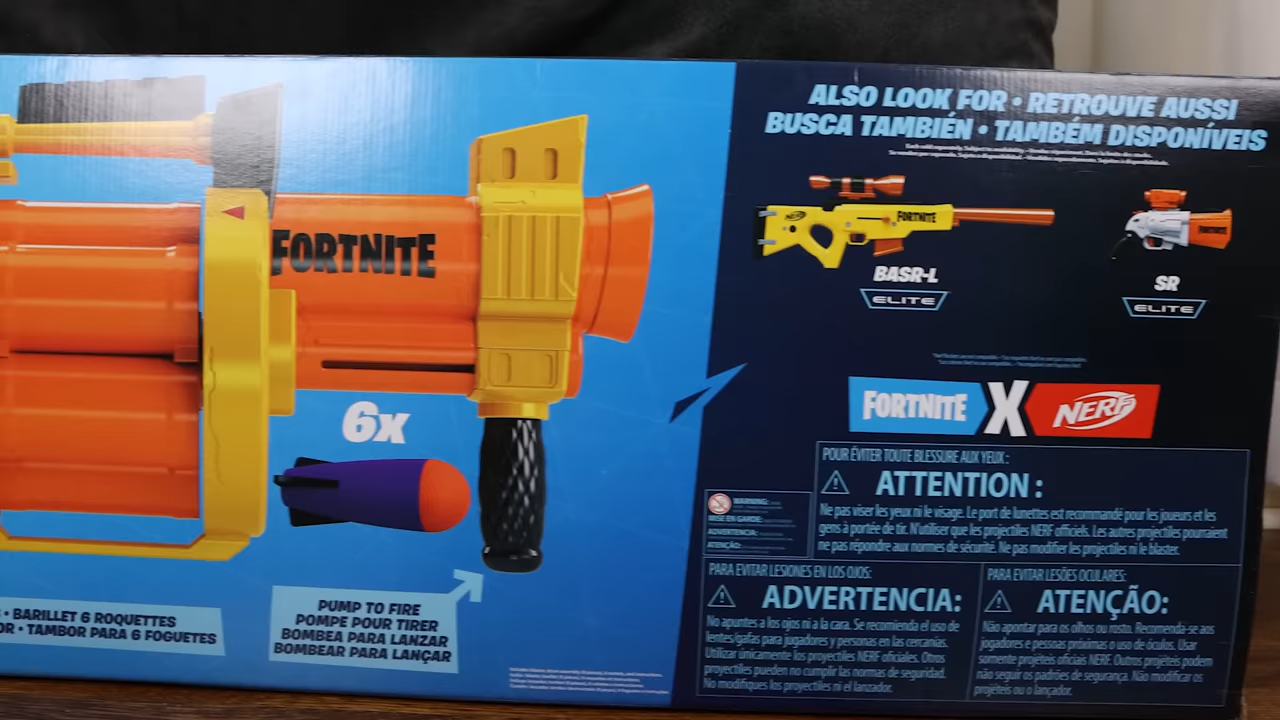 ALSO LOOK FOR • RETROUVE AUSSI
BUSCA TAMBIÉN • TAMBÉM DISPONÍVEIS
NERF
FORTNITE
FORTNITE
BASR-L
ELITE
SR
ELITE
FORTNITE
6x
FORTNITE X NERF
• BARILLET 6 ROQUETTES
• TAMBOR PARA 6 FOGUETES
PUMP TO FIRE
POMPE POUR TIRER
BOMBEA PARA LANZAR
BOMBEAR PARA LANÇAR
WARNING:
MISE EN GARDE:
ADVERTENCIA:
ATENÇÃO:
POUR ÉVITER TOUTE BLESSURE AUX YEUX :
ATTENTION :
Ne pas viser les yeux ni le visage. Le port de lunettes est recommandé pour les joueurs et les
gens à portée de tir. N'utiliser que les projectiles NERF officiels. Les autres projectiles pourraient
ne pas répondre aux normes de sécurité. Ne pas modifier les projectiles ni le blaster.
PARA EVITAR LESIONES EN LOS OJOS:
ADVERTENCIA:
No apuntes a los ojos ni a la cara. Se recomienda el uso de
lentes/gafas para jugadores y personas en las cercanías.
Utilizar únicamente los proyectiles NERF oficiales. Otros
proyectiles pueden no cumplir las normas de seguridad.
No modifiques los proyectiles ni el lanzador.
PARA EVITAR LESÕES OCULARES:
ATENÇÃO:
Não apontar para os olhos ou rosto. Recomenda-se aos
jogadores e pessoas próximas o uso de óculos. Usar
somente projéteis oficiais NERF. Outros projéteis podem
não seguir os padrões de segurança. Não modificar os
projéteis ou o lançador.